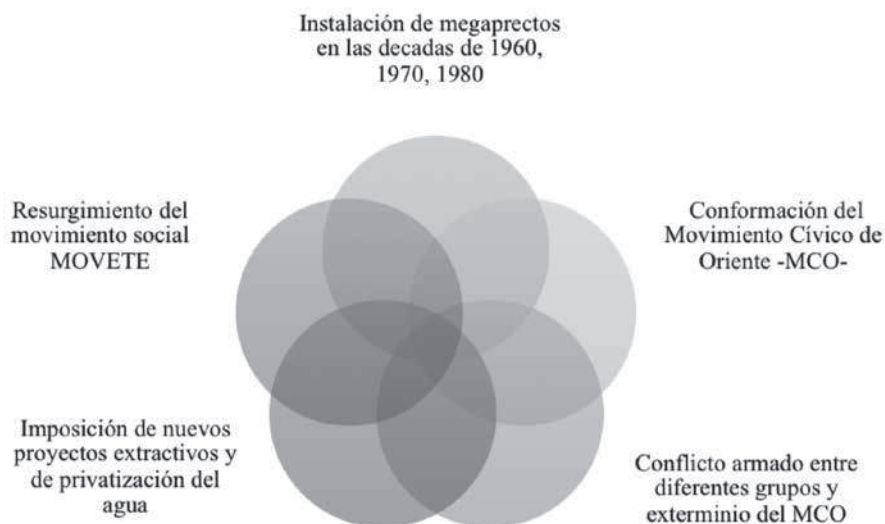 Instalación de megaprectos
en las decadas de 1960,
1970, 1980
Resurgimiento del
movimiento social
MOVETE
Conformación del
Movimiento Cívico de
Oriente -MCO-
Imposición de nuevos
proyectos extractivos y
de privatización del
agua
Conflicto armado entre
diferentes grupos y
exterminio del MCO